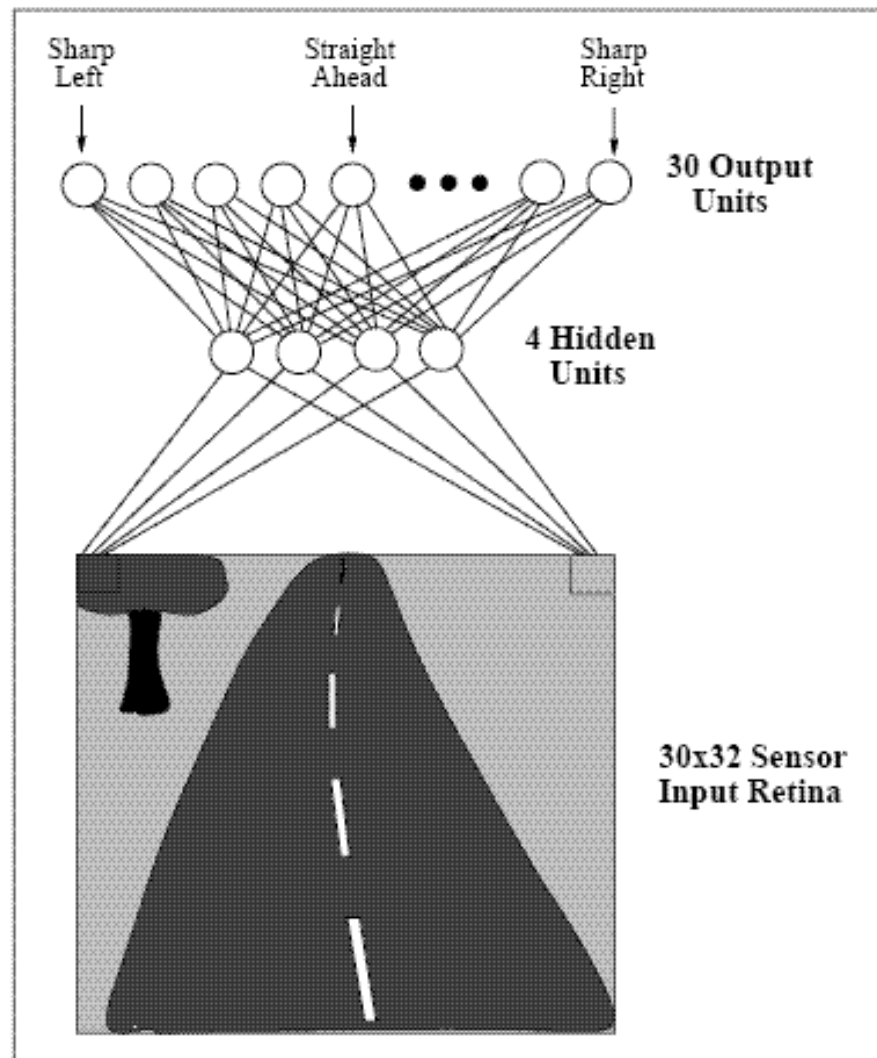 Sharp
Left
Straight
Ahead
Sharp
Right
30 Output
Units
4 Hidden
Units
30x32 Sensor
Input Retina